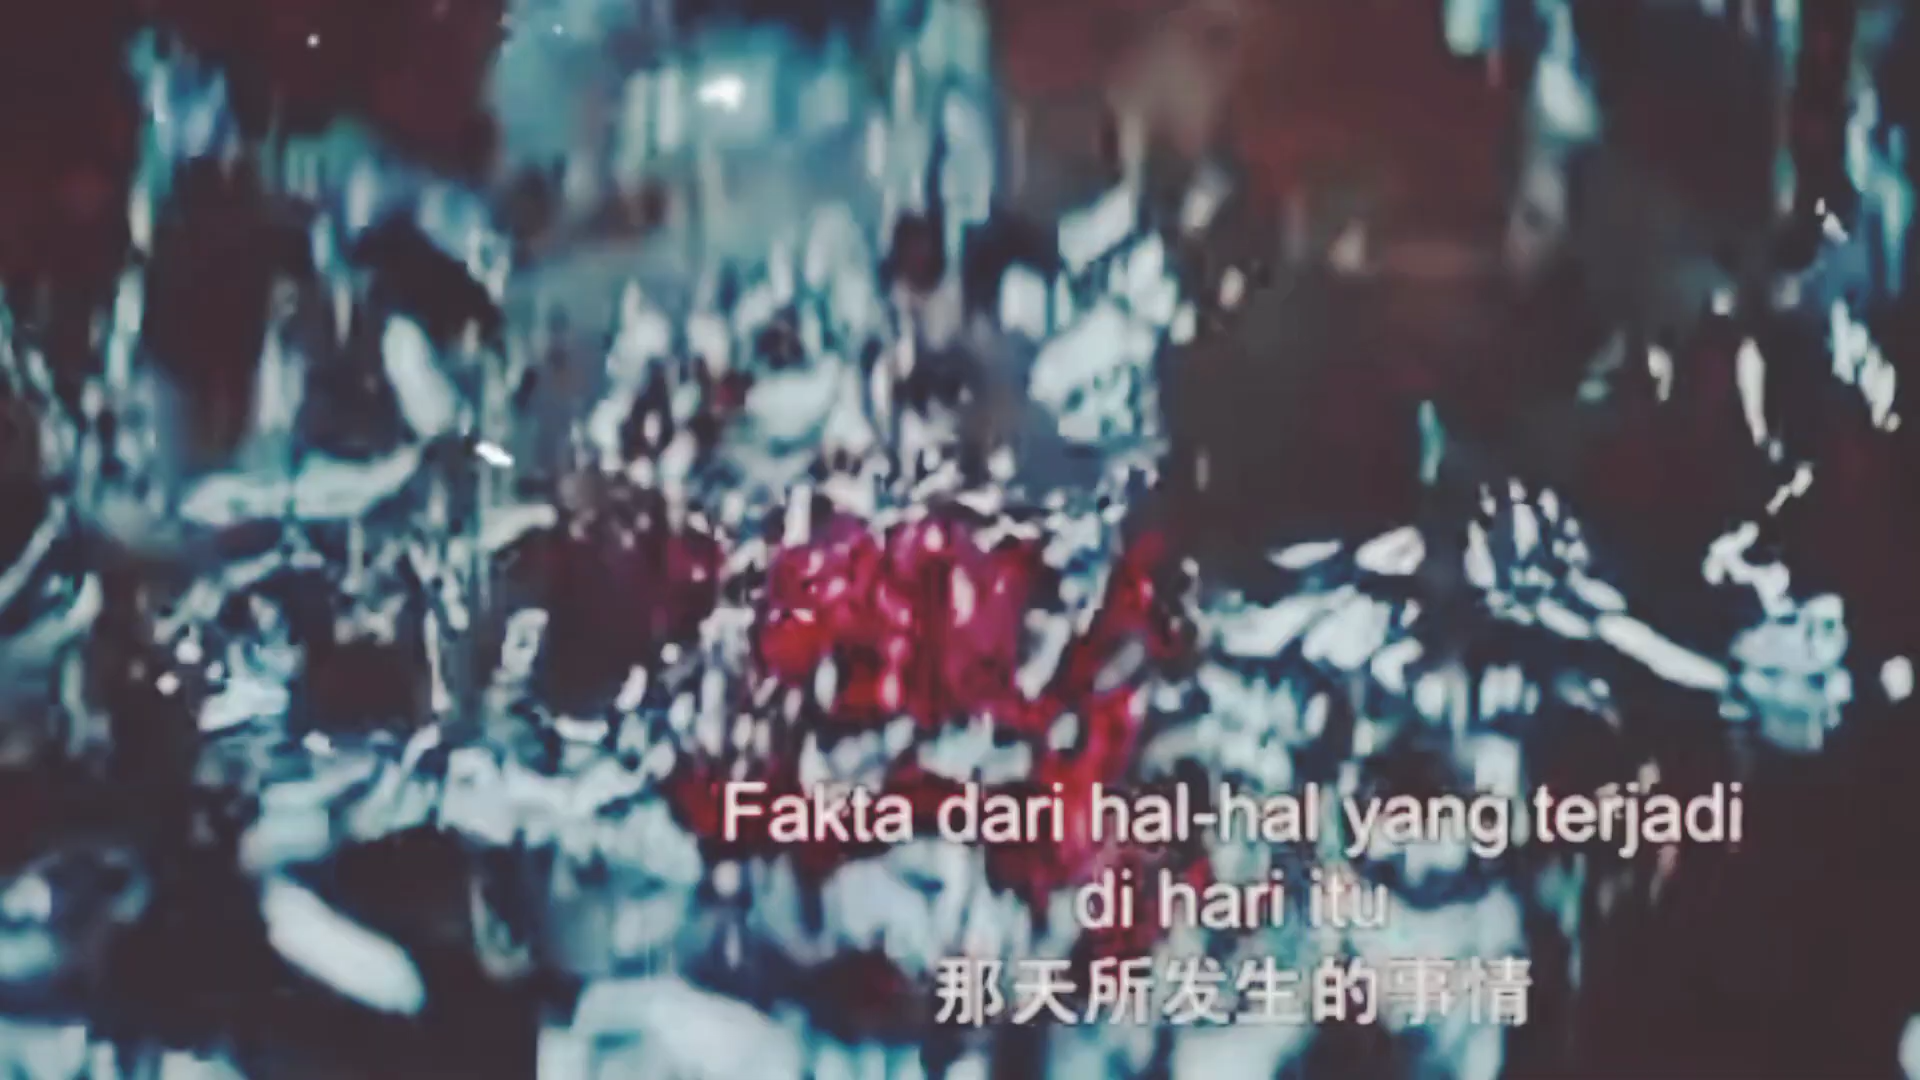 Fakta dari hal-hal yang terjadi
di hari itu
那天所发生的事情